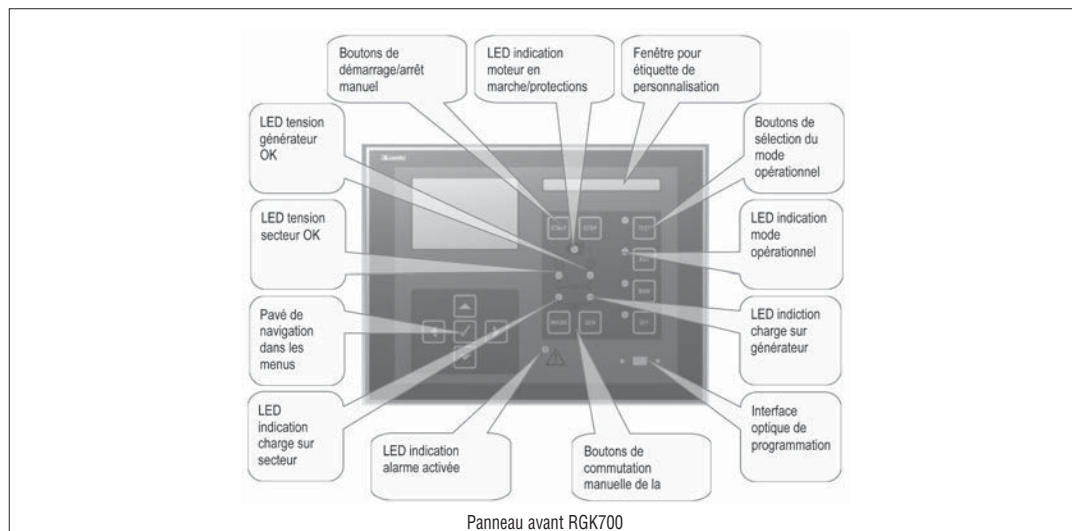 Boutons de
démarrage/arrêt
manuel
LED indication
moteur en
marche/protections
Fenêtre pour
étiquette de
personnalisation
LED tension
générateur
OK
Boutons de
sélection du
mode
opérationnel
LED tension
secteur OK
LED indication
mode
opérationnel
Pavé de
navigation
dans les
menus
LED indiction
charge sur
générateur
LED
indication
charge sur
secteur
LED indication
alarme activée
Boutons de
commutation
manuelle de la
Interface
optique de
programmation
START
STOP
TEST
Panneau avant RGK700